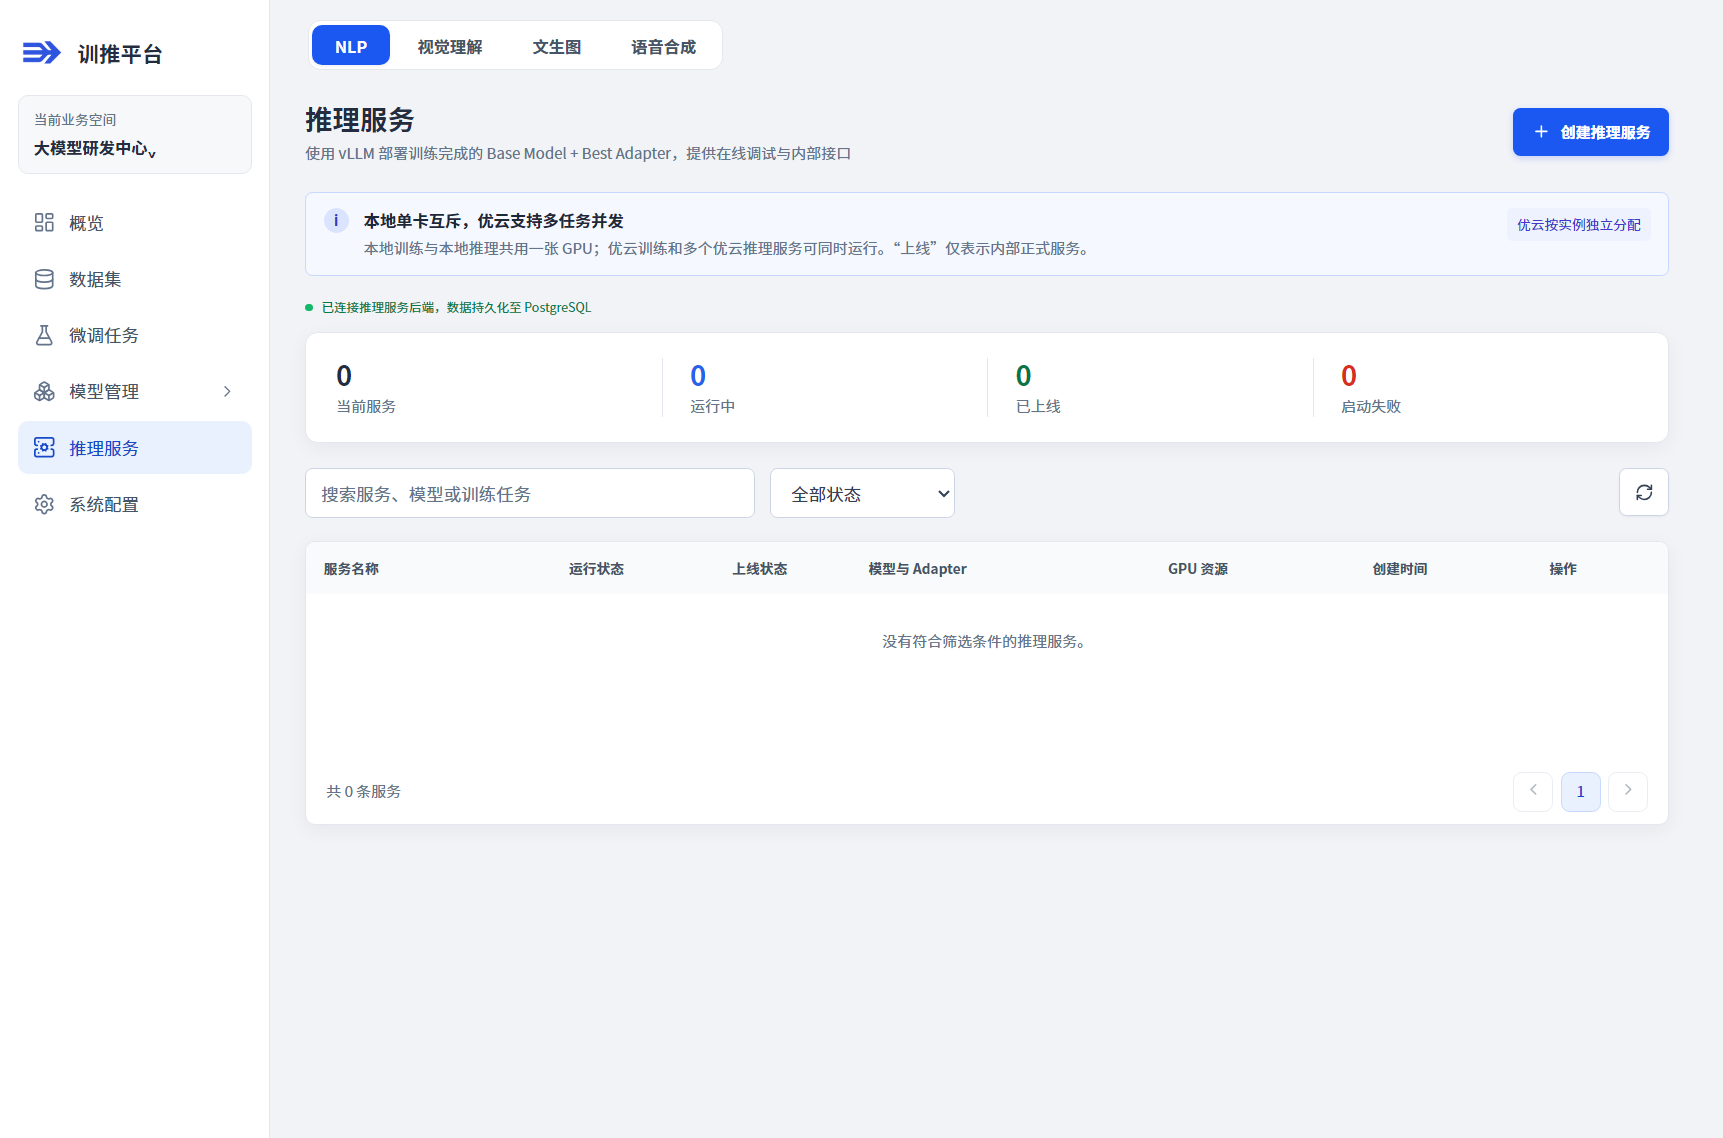 训推平台
当前业务空间
大模型研发中心
概览
数据集
微调任务
模型管理
推理服务
系统配置
NLP 视觉理解 文生图 语音合成
推理服务
使用 vLLM 部署训练完成的 Base Model + Best Adapter，提供在线调试与内部接口
+ 创建推理服务
i 本地单卡互斥，优云支持多任务并发
本地训练与本地推理共用一张 GPU；优云训练和多个优云推理服务可同时运行。“上线”仅表示内部正式服务。
优云按实例独立分配
已连接推理服务后端，数据持久化至 PostgreSQL
0 0 0 0
当前服务 运行中 已上线 启动失败
搜索服务、模型或训练任务 全部状态
服务名称 运行状态 上线状态 模型与 Adapter GPU 资源 创建时间 操作
没有符合筛选条件的推理服务。
共 0 条服务 1